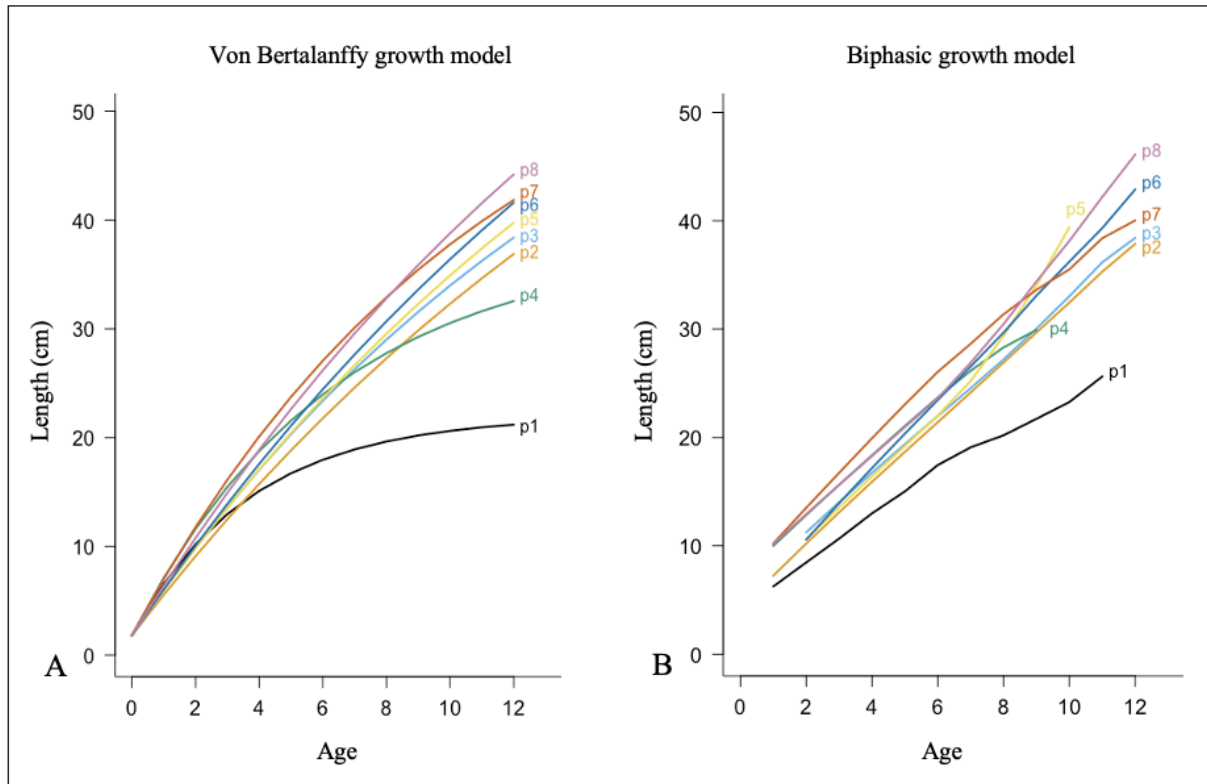 Von Bertalanffy growth model
50
40
30
20
10
0
Length (cm)
p8
p7
p6
p5
p3
p2
p4
p1
A
0 2 4 6 8 10 12
Age
Biphasic growth model
50
40
30
20
10
0
Length (cm)
p8
p6
p5
p7
p3
p2
p4
p1
B
0 2 4 6 8 10 12
Age